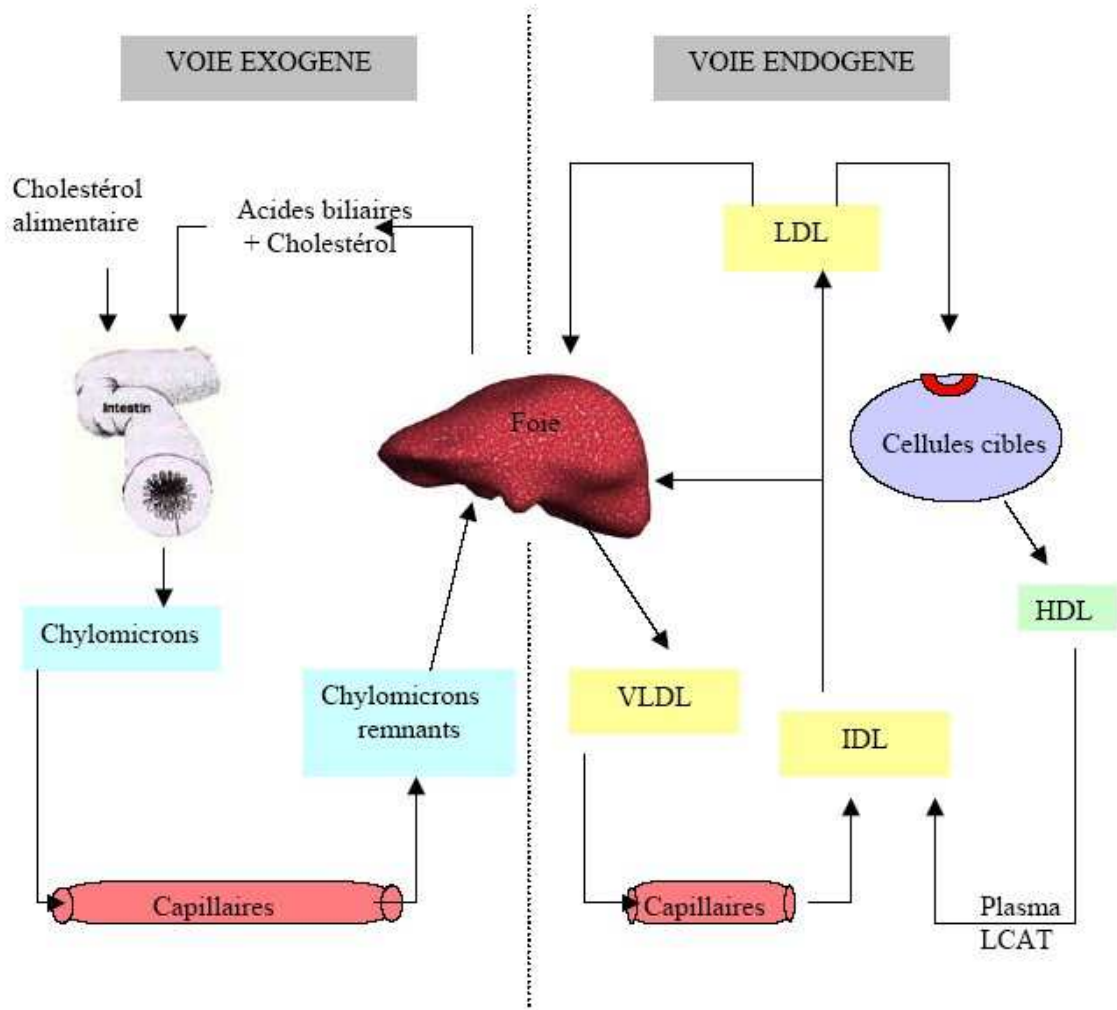 VOIE EXOGENE
VOIE ENDOGENE
Cholestérol
alimentaire
Acides biliaires
+ Cholestérol
LDL
Intestin
Foie
Cellules cibles
HDL
Chylomicrons
Chylomicrons
remnants
VLDL
IDL
Capillaires
Capillaires
Plasma
LCAT